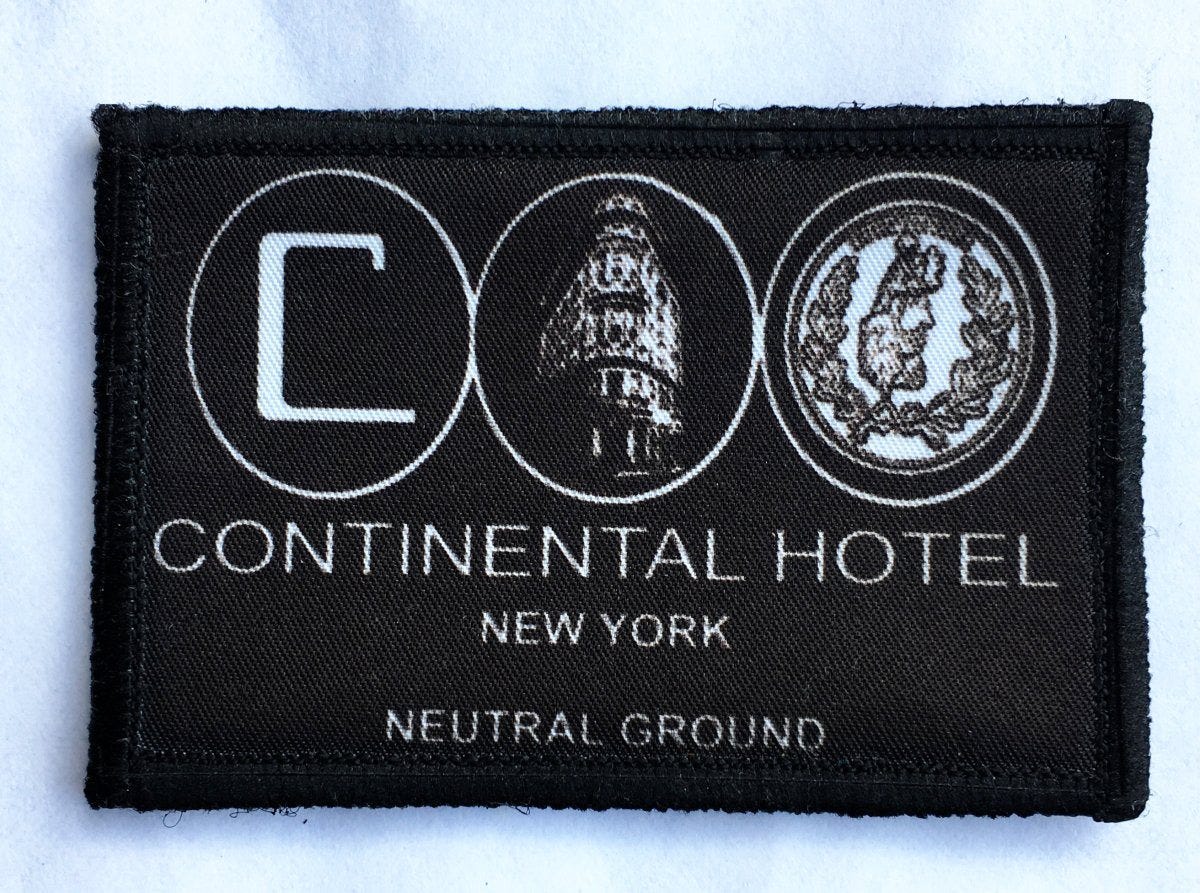 C
CONTINENTAL HOTEL
NEW YORK
NEUTRAL GROUND